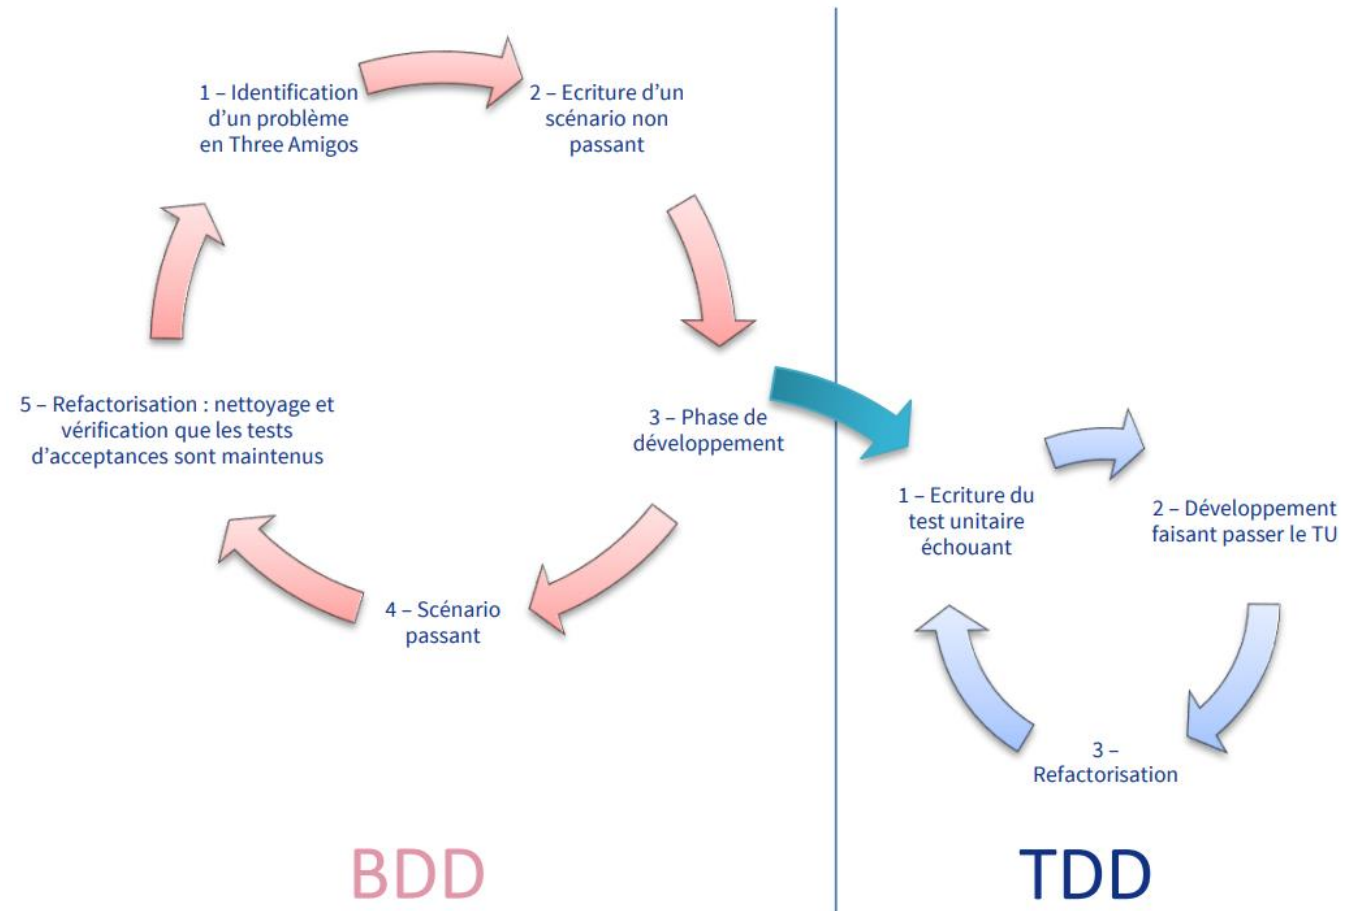 1 – Identification
d'un problème
en Three Amigos
2 – Ecriture d'un
scénario non
passant
3 – Phase de
développement
4 – Scénario
passant
5 – Refactorisation : nettoyage et
vérification que les tests
d'acceptances sont maintenus
BDD
1 – Ecriture du
test unitaire
échouant
2 – Développement
faisant passer le TU
3 –
Refactorisation
TDD